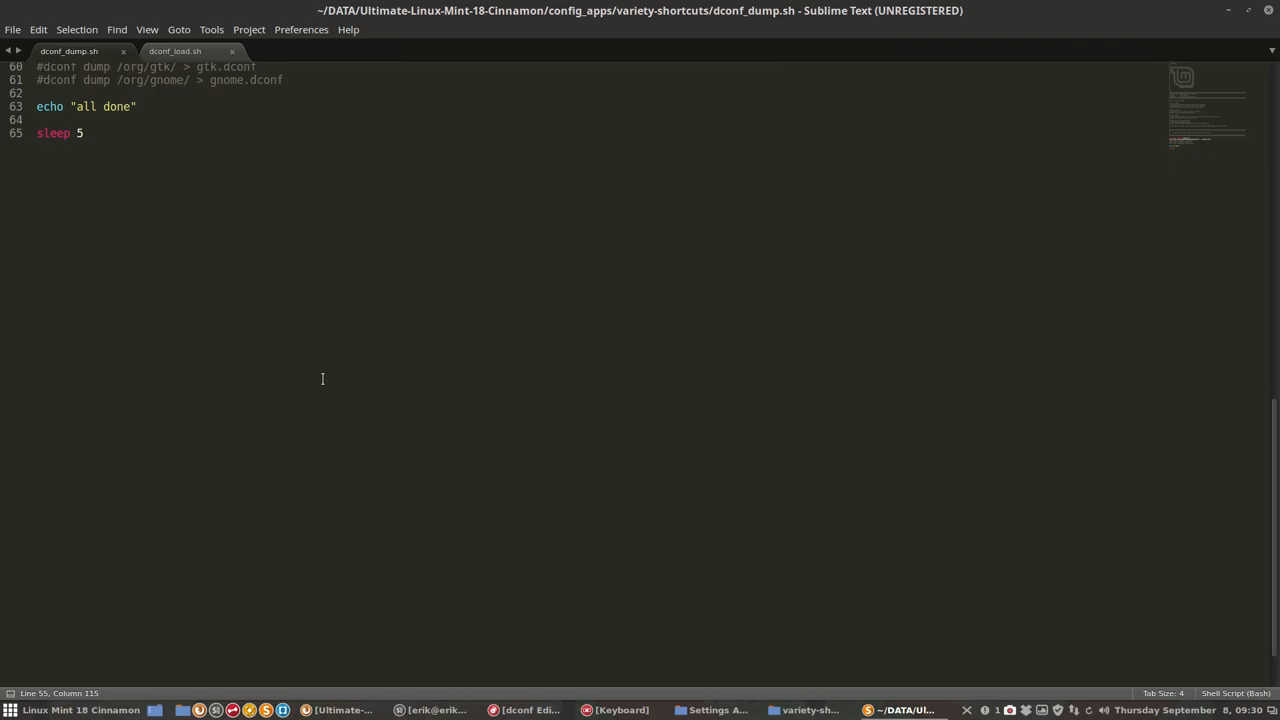 ~/DATA/Ultimate-Linux-Mint-18-Cinnamon/config_apps/variety-shortcuts/dconf_dump.sh - Sublime Text (UNREGISTERED)
File Edit Selection Find View Goto Tools Project Preferences Help
dconf_dump.sh × dconf_load.sh ×
60 #dconf dump /org/gtk/ > gtk.dconf
61 #dconf dump /org/gnome/ > gnome.dconf
62
63 echo "all done"
64
65 sleep 5
Line 55, Column 115 Tab Size: 4 Shell Script (Bash)
Linux Mint 18 Cinnamon [Ultimate-... [erik@erik... [dconf Edi... [Keyboard] Settings A... variety-sh... ~/DATA/Ul... 1 Thursday September 8, 09:30